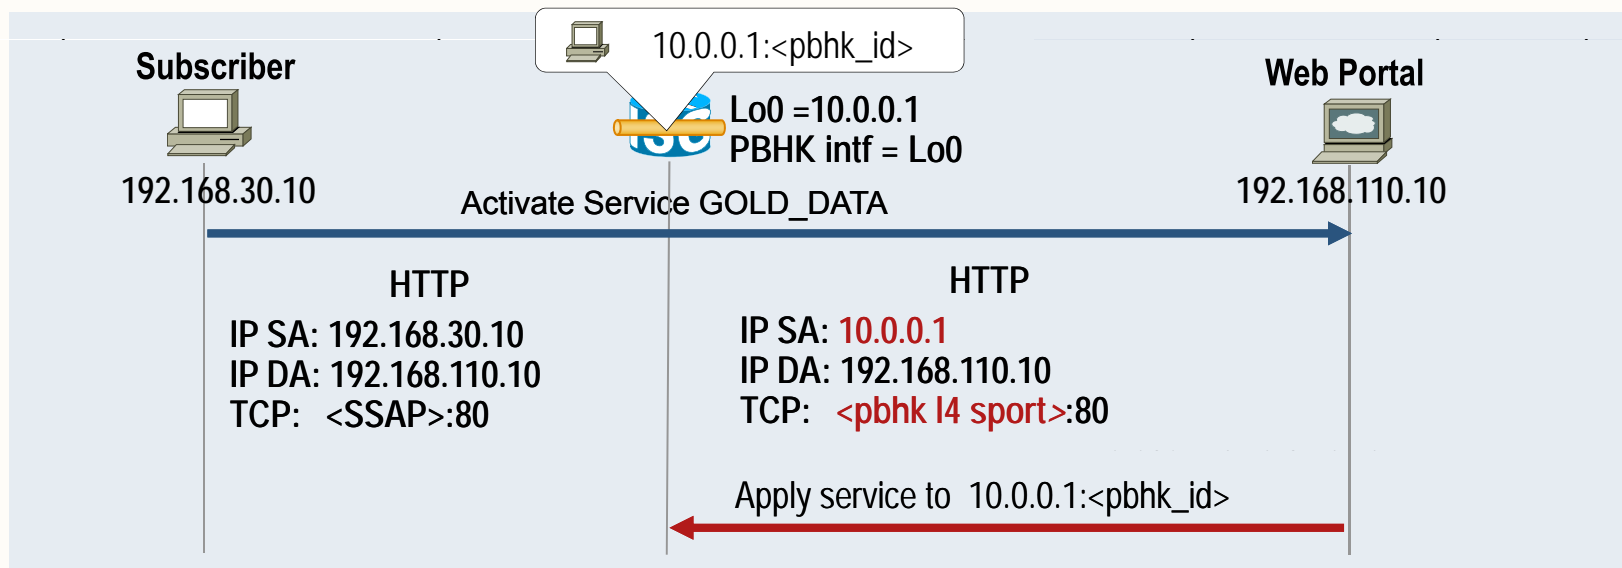 10.0.0.1:<pbhk_id>
Subscriber
Web Portal
ISG
Lo0 =10.0.0.1
PBHK intf = Lo0
192.168.30.10
192.168.110.10
Activate Service GOLD_DATA
HTTP
IP SA: 192.168.30.10
IP DA: 192.168.110.10
TCP: <SSAP>:80
HTTP
IP SA: 10.0.0.1
IP DA: 192.168.110.10
TCP: <pbhk l4 sport>:80
Apply service to 10.0.0.1:<pbhk_id>